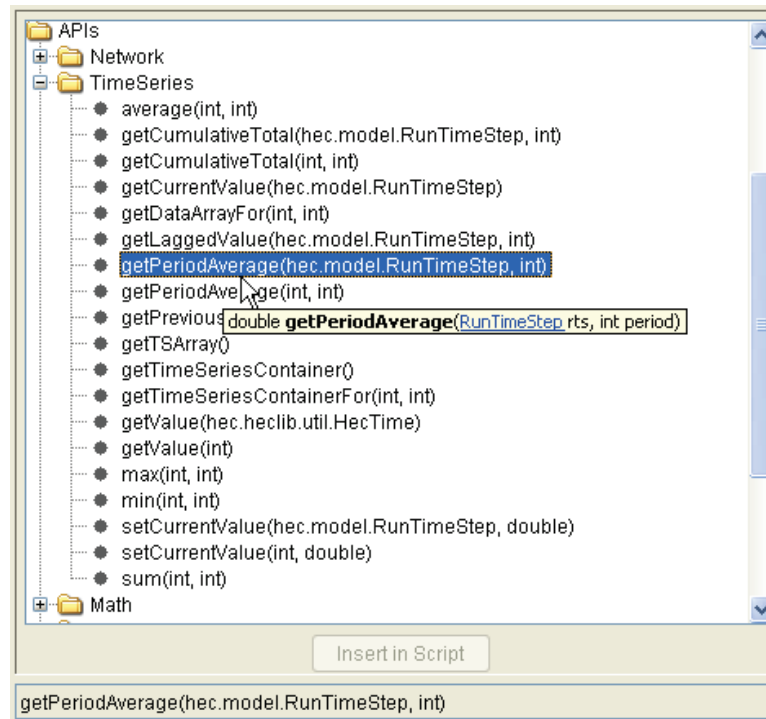 APIs
Network
TimeSeries
average(int, int)
getCumulativeTotal(hec.model.RunTimeStep, int)
getCumulativeTotal(int, int)
getCurrentValue(hec.model.RunTimeStep)
getDataArrayFor(int, int)
getLaggedValue(hec.model.RunTimeStep, int)
getPeriodAverage(hec.model.RunTimeStep, int)
getPeriodAverage(int, int)
getPrevious
double getPeriodAverage(RunTimeStep rts, int period)
getTSArray()
getTimeSeriesContainer()
getTimeSeriesContainerFor(int, int)
getValue(hec.heclib.util.HecTime)
getValue(int)
max(int, int)
min(int, int)
setCurrentValue(hec.model.RunTimeStep, double)
setCurrentValue(int, double)
sum(int, int)
Math
Insert in Script
getPeriodAverage(hec.model.RunTimeStep, int)